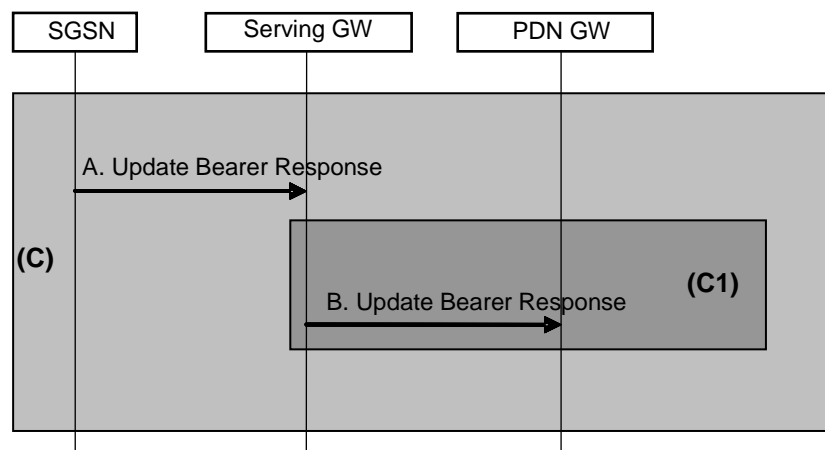 SGSN
Serving GW
PDN GW
A. Update Bearer Response
(C)
(C1)
B. Update Bearer Response